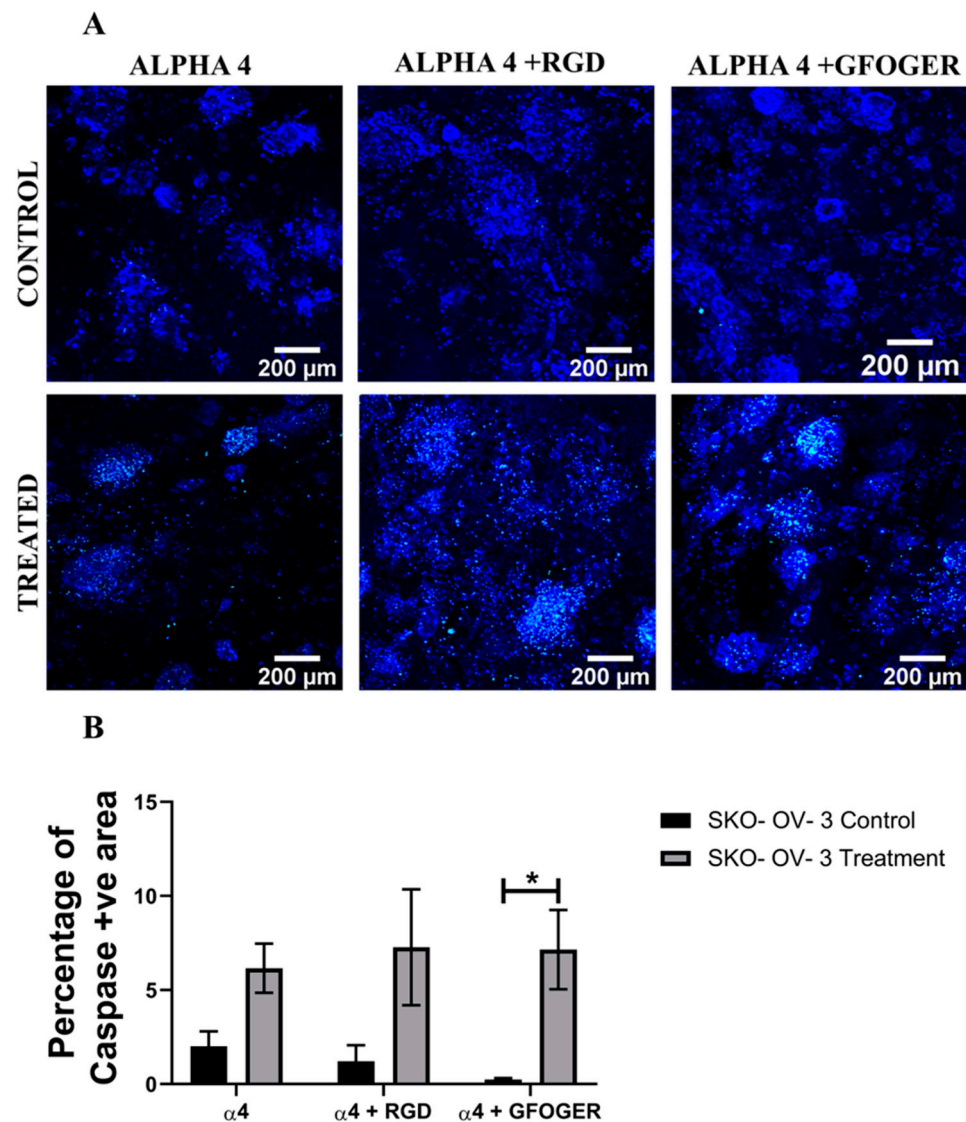 A
ALPHA 4 ALPHA 4 +RGD ALPHA 4 +GFOGER
CONTROL
200 µm 200 µm 200 µm
TREATED
200 µm 200 µm 200 µm
B
Percentage of
Caspase +ve area
15
10
5
0
*
SKO- OV- 3 Control
SKO- OV- 3 Treatment
α4 α4 + RGD α4 + GFOGER